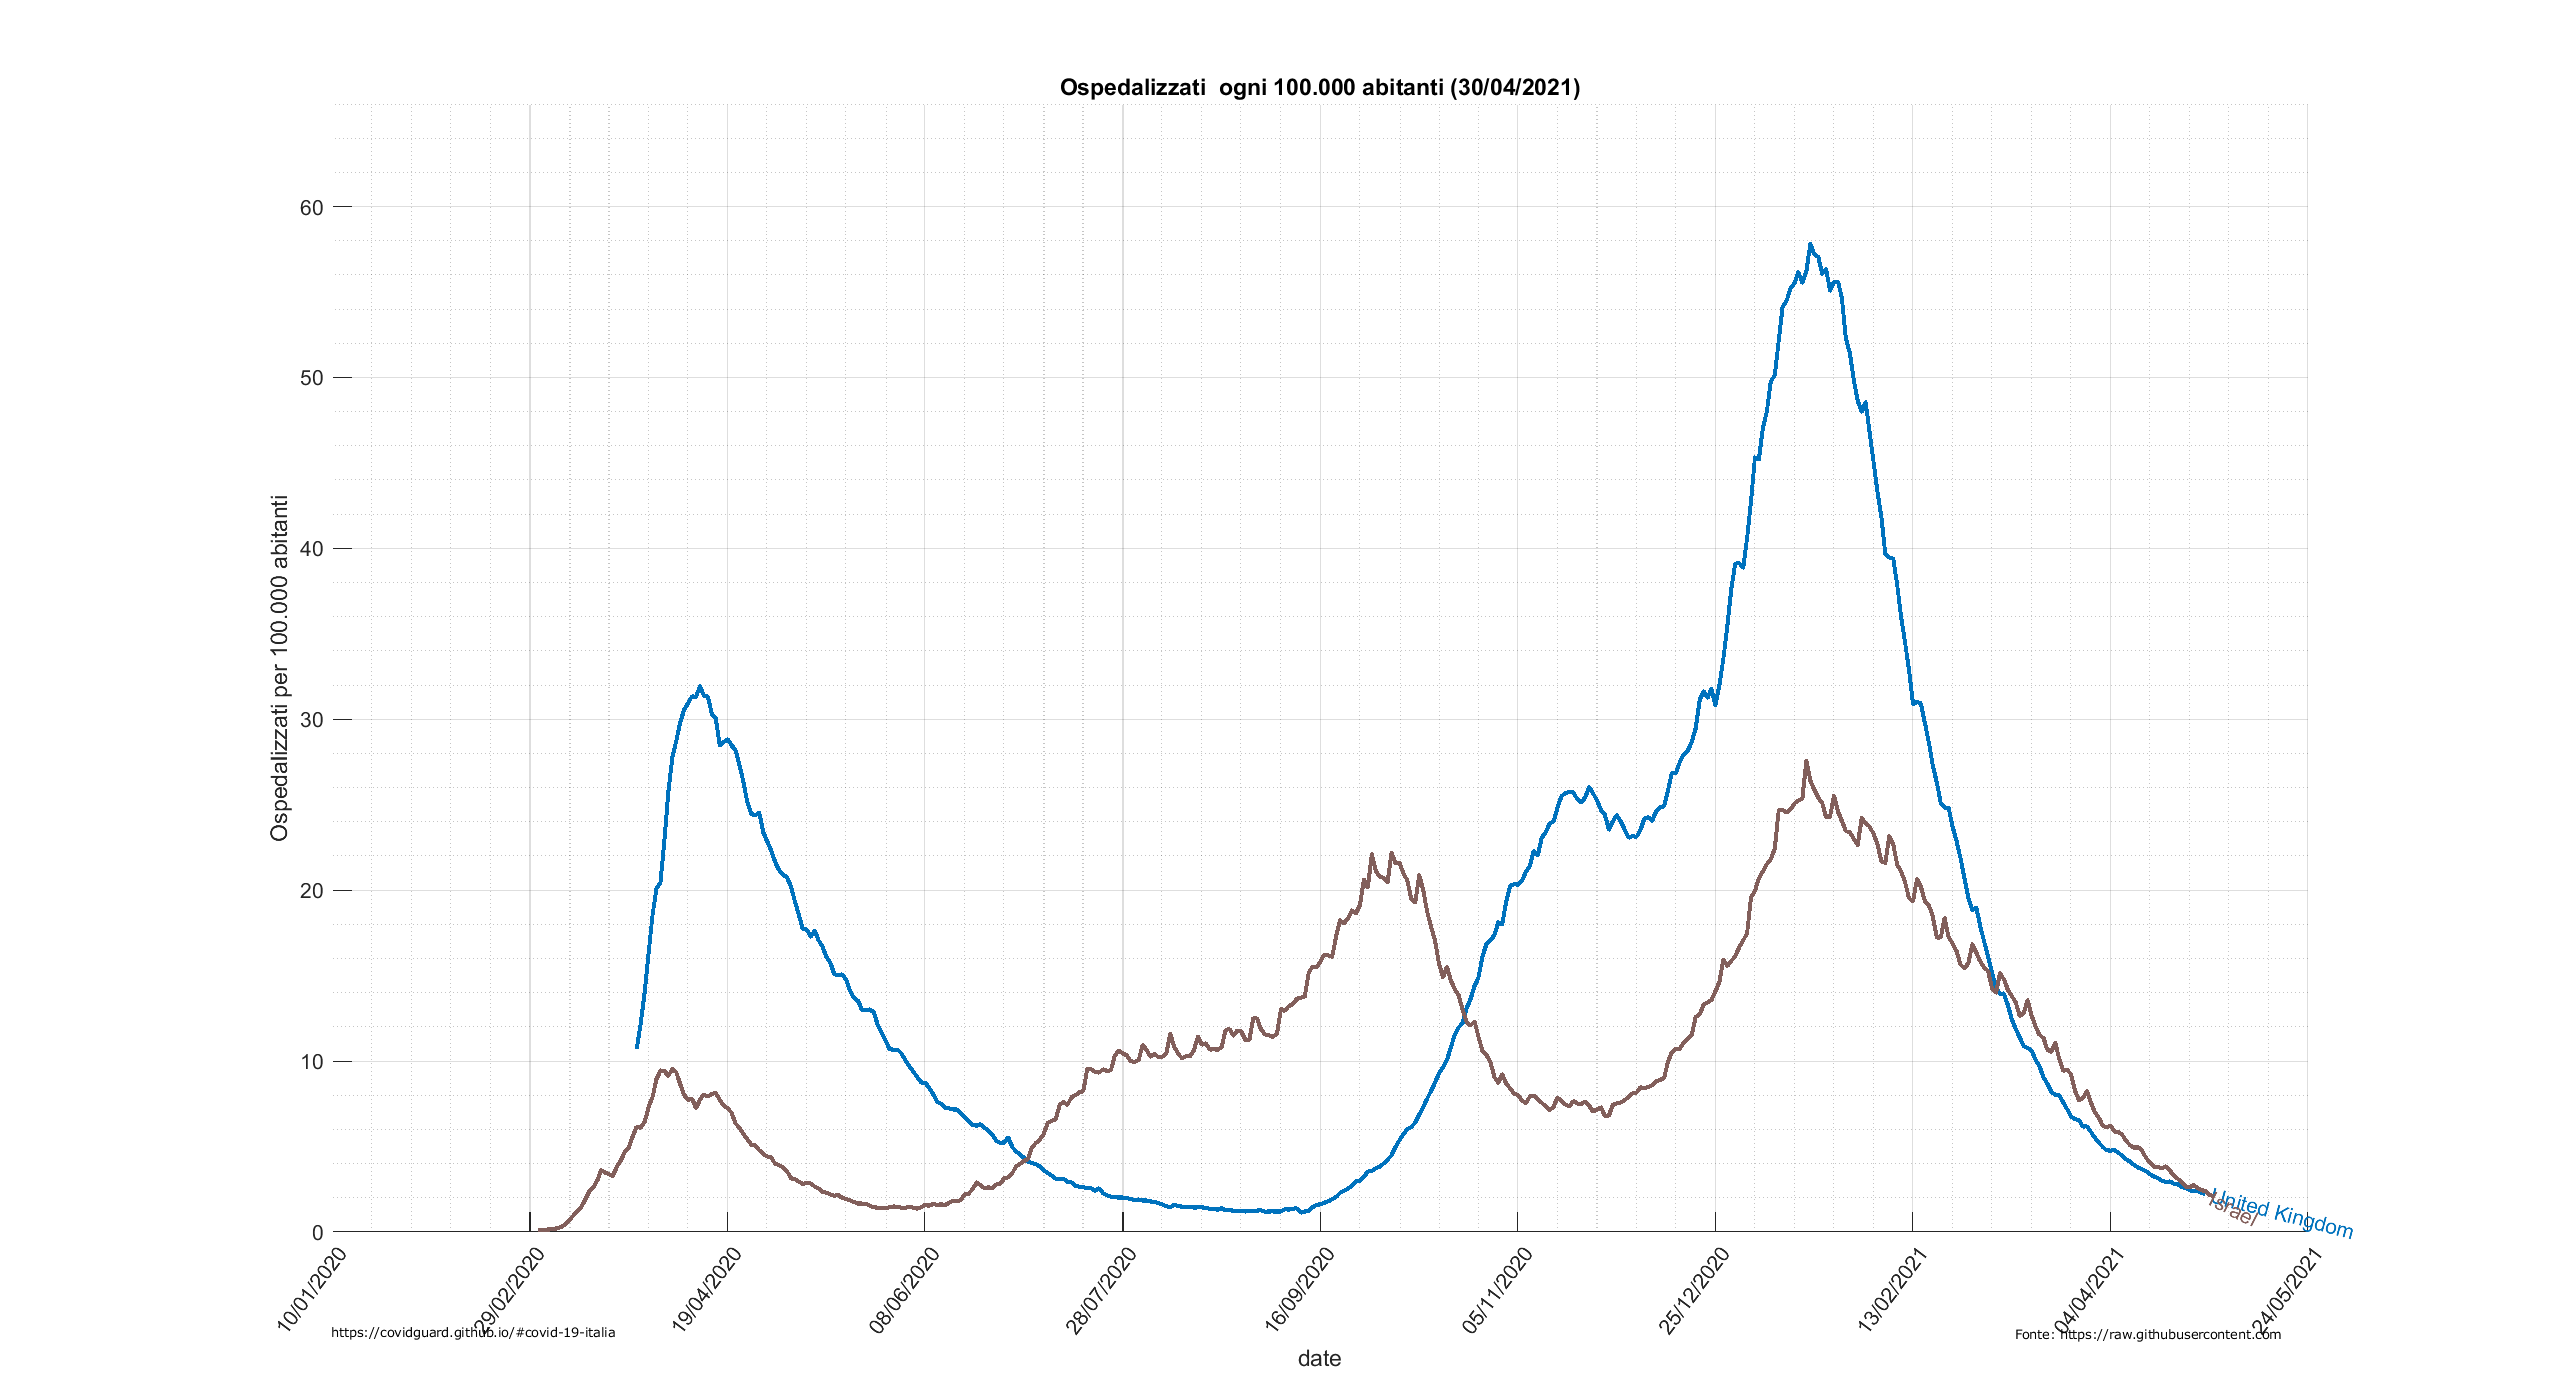 Ospedalizzati  ogni 100.000 abitanti (30/04/2021)
Ospedalizzati per 100.000 abitanti
60
50
40
30
20
10
0
United Kingdom
Israel
10/01/2020
29/02/2020
19/04/2020
08/06/2020
28/07/2020
16/09/2020
05/11/2020
25/12/2020
13/02/2021
04/04/2021
24/05/2021
https://covidguard.github.io/#covid-19-italia
Fonte: https://raw.githubusercontent.com
date